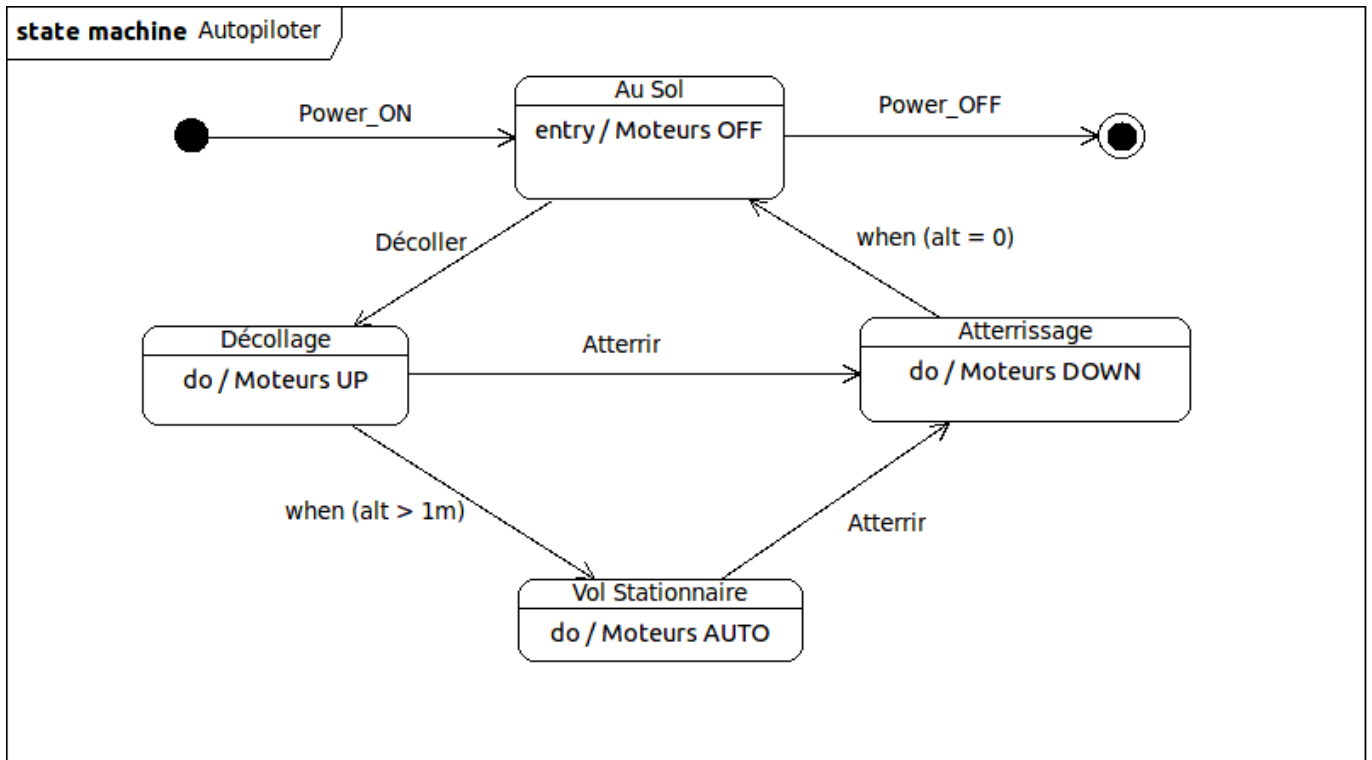 state machine Autopiloter
Power_ON
Au Sol
entry / Moteurs OFF
Power_OFF
Décoller
when (alt = 0)
Décollage
do / Moteurs UP
Atterrir
Atterrissage
do / Moteurs DOWN
when (alt > 1m)
Atterrir
Vol Stationnaire
do / Moteurs AUTO